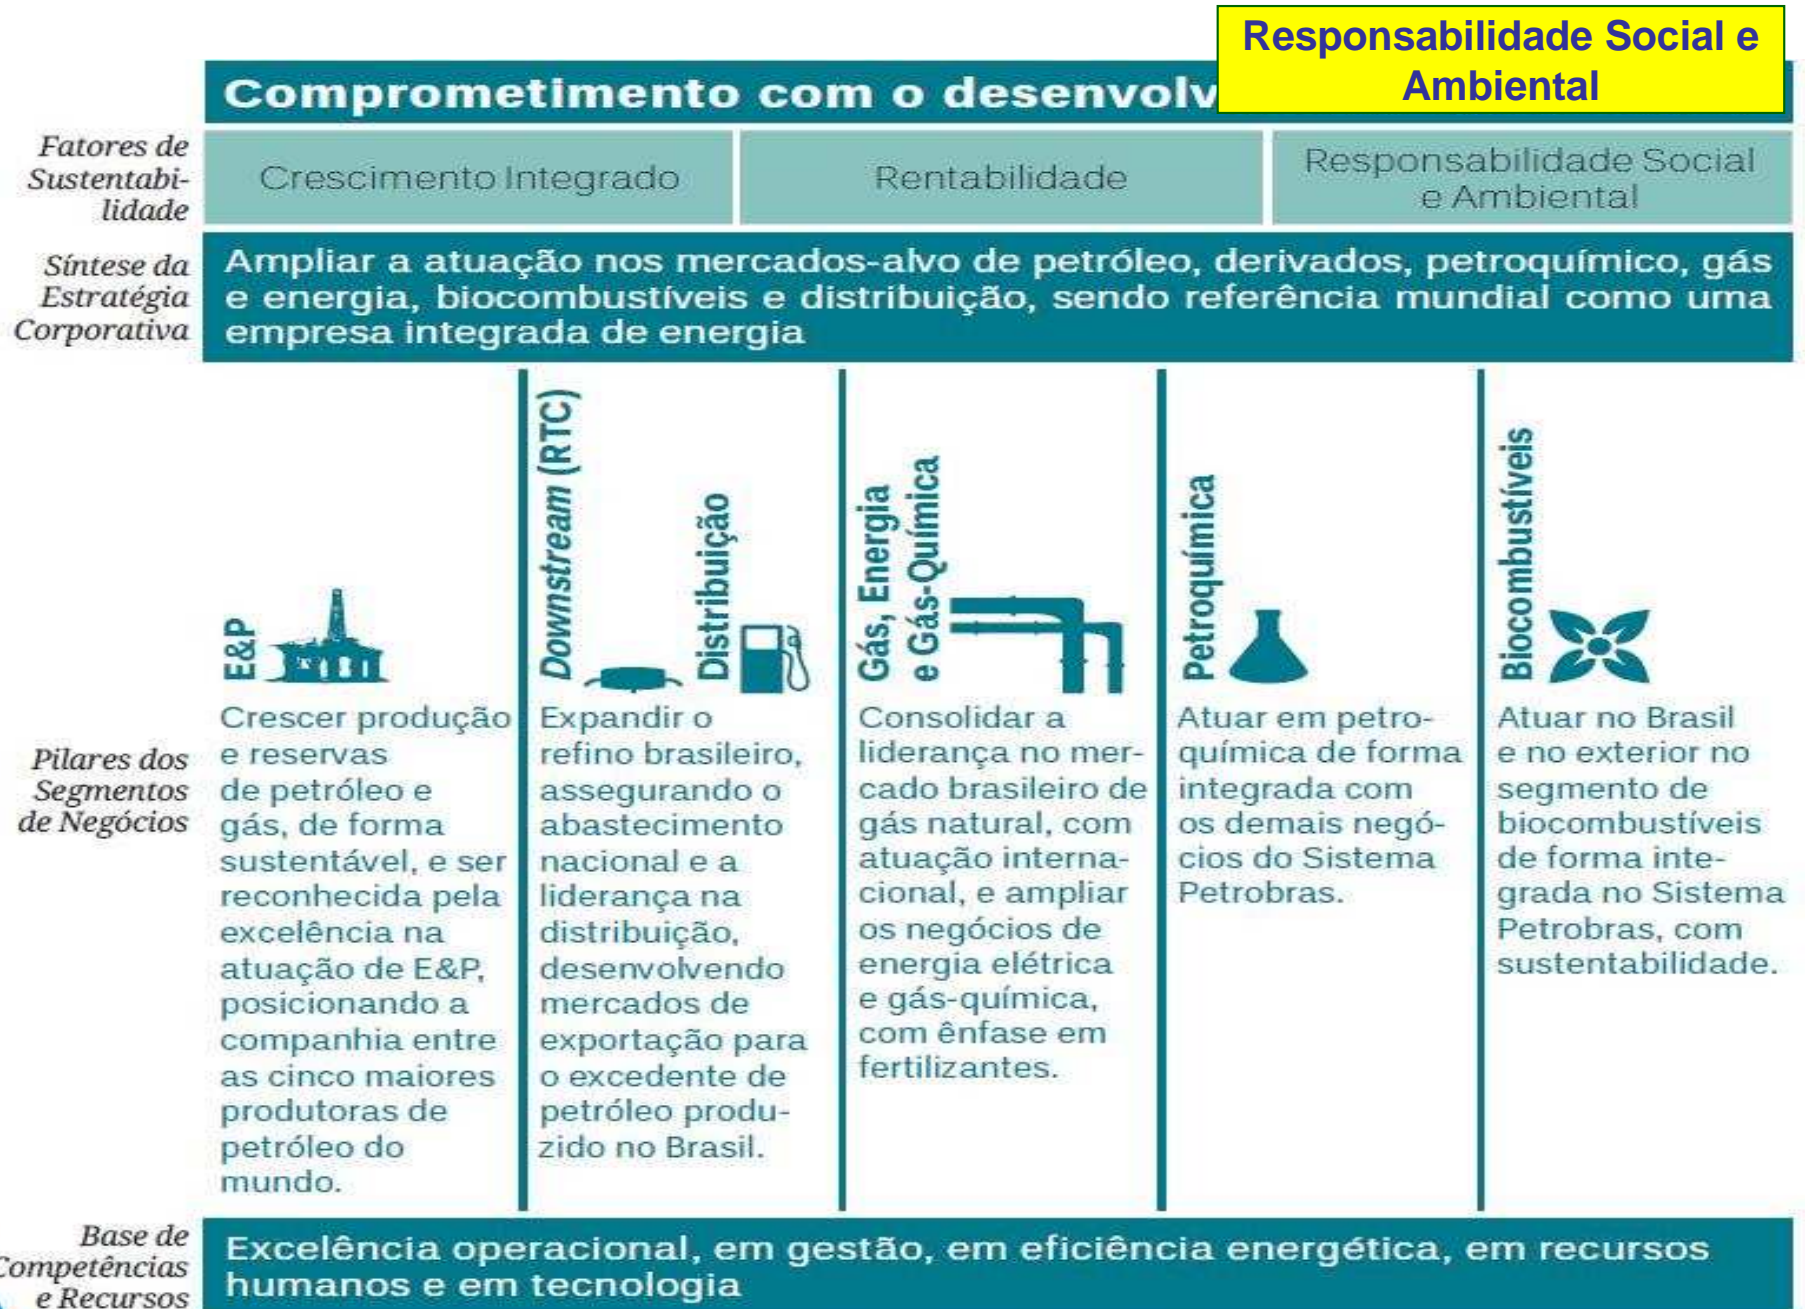 Responsabilidade Social e
Ambiental
Comprometimento com o
Fatores de
Sustentabi-
lidade
Crescimento Integrado
Rentabilidade
Responsabilidade Social
e Ambiental
Síntese da
Estratégia
Corporativa
Ampliar a atuação nos mercados-alvo de petróleo, derivados, petroquímico, gás
e energia, biocombustíveis e distribuição, sendo referência mundial como uma
empresa integrada de energia
Pilares dos
Segmentos
de Negócios
E&P
Crescer produção
e reservas
de petróleo e
gás, de forma
sustentável, e ser
reconhecida pela
excelência na
atuação de E&P,
posicionando a
companhia entre
as cinco maiores
produtoras de
petróleo do
mundo.
Downstream (RTC)
Distribuição
Expandir o
refino brasileiro,
assegurando o
abastecimento
nacional e a
liderança na
distribuição,
desenvolvendo
mercados de
exportação para
o excedente de
petróleo produ-
zido no Brasil.
Gás, Energia
e Gás-Química
Consolidar a
liderança no mer-
cado brasileiro de
gás natural, com
atuação interna-
cional, e ampliar
os negócios de
energia elétrica
e gás-química,
com ênfase em
fertilizantes.
Petroquímica
Atuar em petro-
química de forma
integrada com
os demais negó-
cios do Sistema
Petrobras.
Biocombustíveis
Atuar no Brasil
e no exterior no
segmento de
biocombustíveis
de forma inte-
grada no Sistema
Petrobras, com
sustentabilidade.
Base de
Competências
e Recursos
Excelência operacional, em gestão, em eficiência energética, em recursos
humanos e em tecnologia